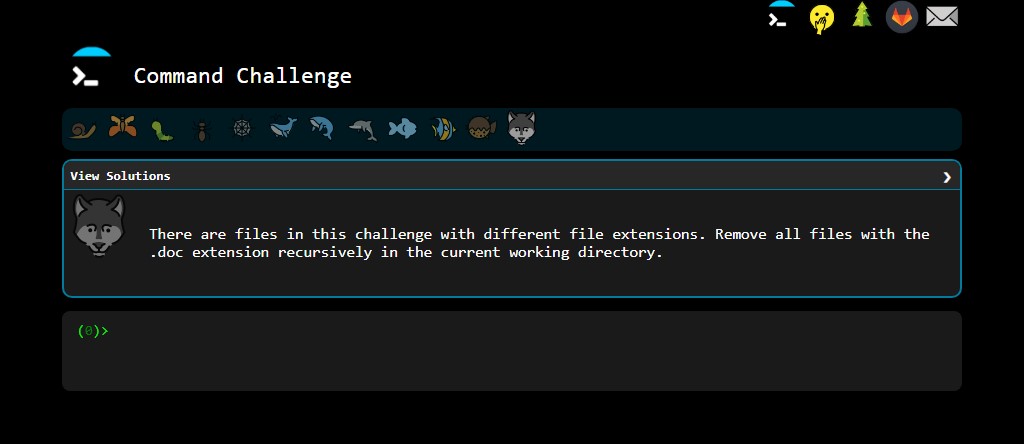 Command Challenge
View Solutions
There are files in this challenge with different file extensions. Remove all files with the
.doc extension recursively in the current working directory.
(0)>